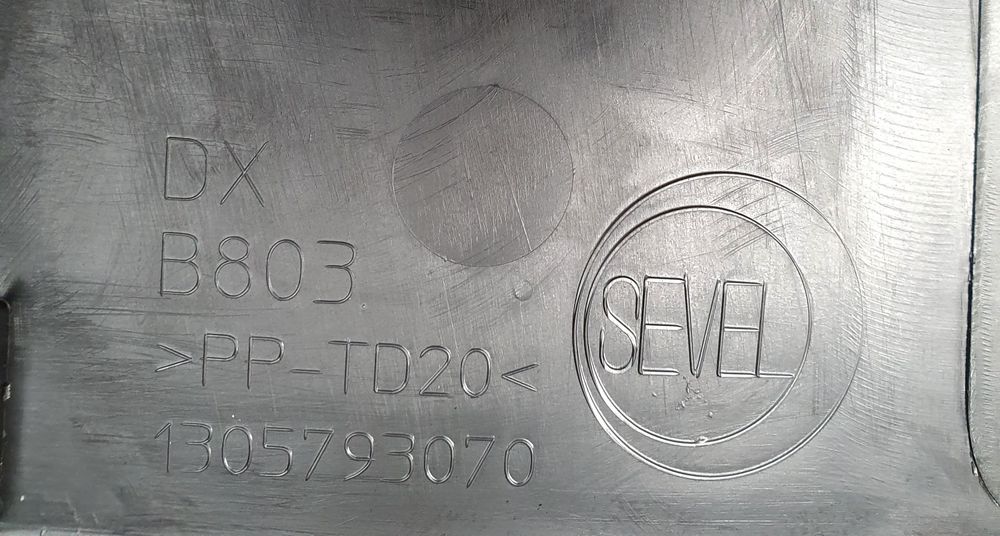 DX
B803
>PP-TD20<
1305793070
SEVEL